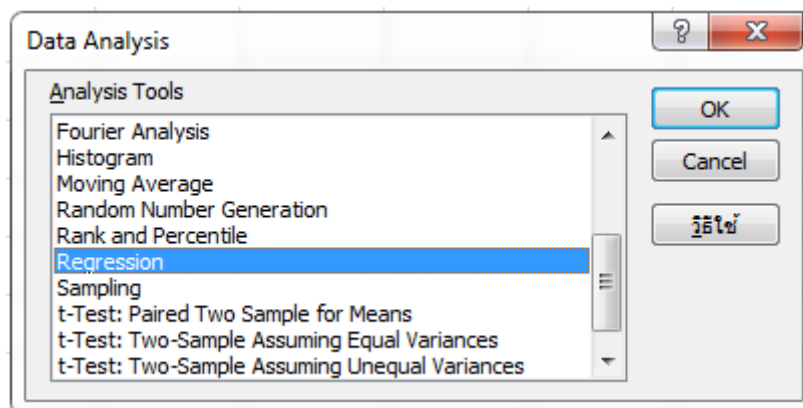 Data Analysis
Analysis Tools
Fourier Analysis
Histogram
Moving Average
Random Number Generation
Rank and Percentile
Regression
Sampling
t-Test: Paired Two Sample for Means
t-Test: Two-Sample Assuming Equal Variances
t-Test: Two-Sample Assuming Unequal Variances
OK
Cancel
วิธีใช้